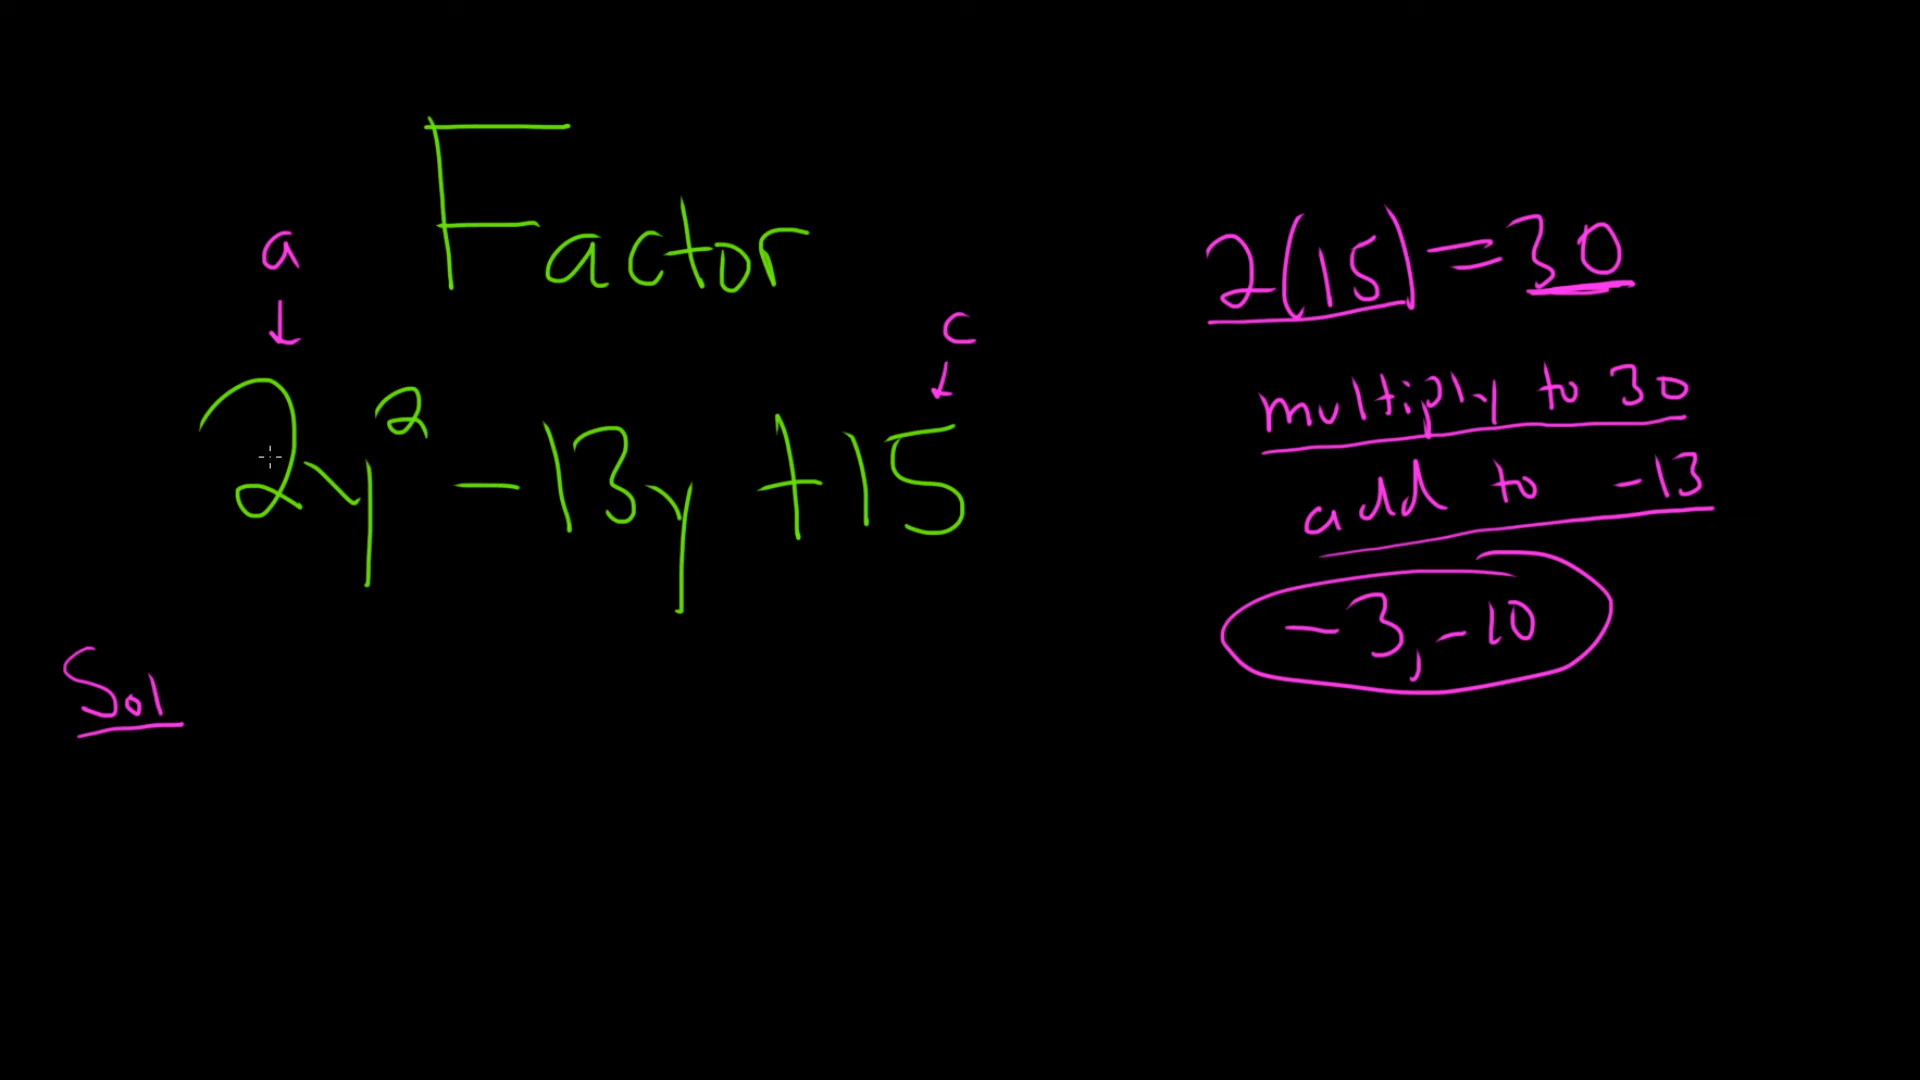 Factor
a
↓
c
↓
2y² - 13y + 15
Sol
2(15) = 30
multiply to 30
add to -13
-3, -10